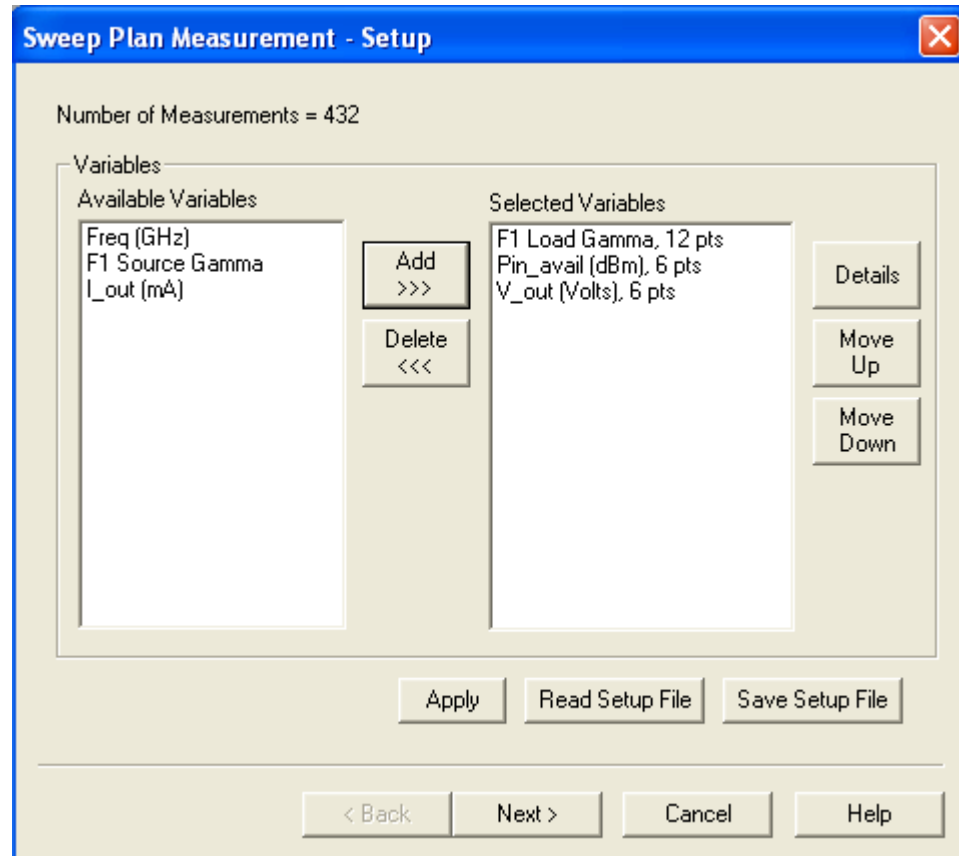 Sweep Plan Measurement - Setup
Number of Measurements = 432
Variables
Available Variables
Freq (GHz)
F1 Source Gamma
I_out (mA)
Add
>>>
Delete
<<<
Selected Variables
F1 Load Gamma, 12 pts
Pin_avail (dBm), 6 pts
V_out (Volts), 6 pts
Details
Move
Up
Move
Down
Apply
Read Setup File
Save Setup File
< Back
Next >
Cancel
Help